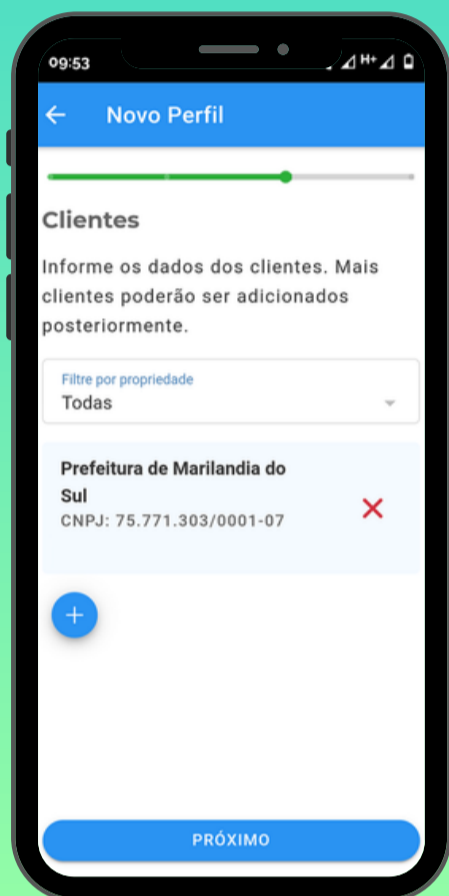 09:53
H+
Novo Perfil
Clientes
Informe os dados dos clientes. Mais
clientes poderão ser adicionados
posteriormente.
Filtre por propriedade
Todas
Prefeitura de Marilandia do
Sul
CNPJ: 75.771.303/0001-07
PRÓXIMO